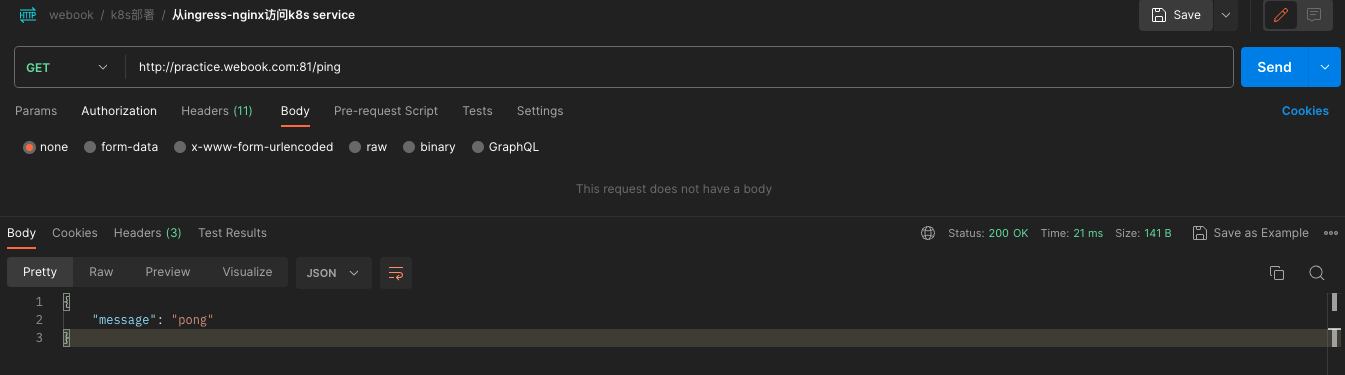 HTTP webook / k8s部署 / 从ingress-nginx访问k8s service Save
GET http://practice.webook.com:81/ping Send
Params Authorization Headers (11) Body Pre-request Script Tests Settings Cookies
none form-data x-www-form-urlencoded raw binary GraphQL
This request does not have a body
Body Cookies Headers (3) Test Results Status: 200 OK Time: 21 ms Size: 141 B Save as Example
Pretty Raw Preview Visualize JSON
1 {
2 "message": "pong"
3 }